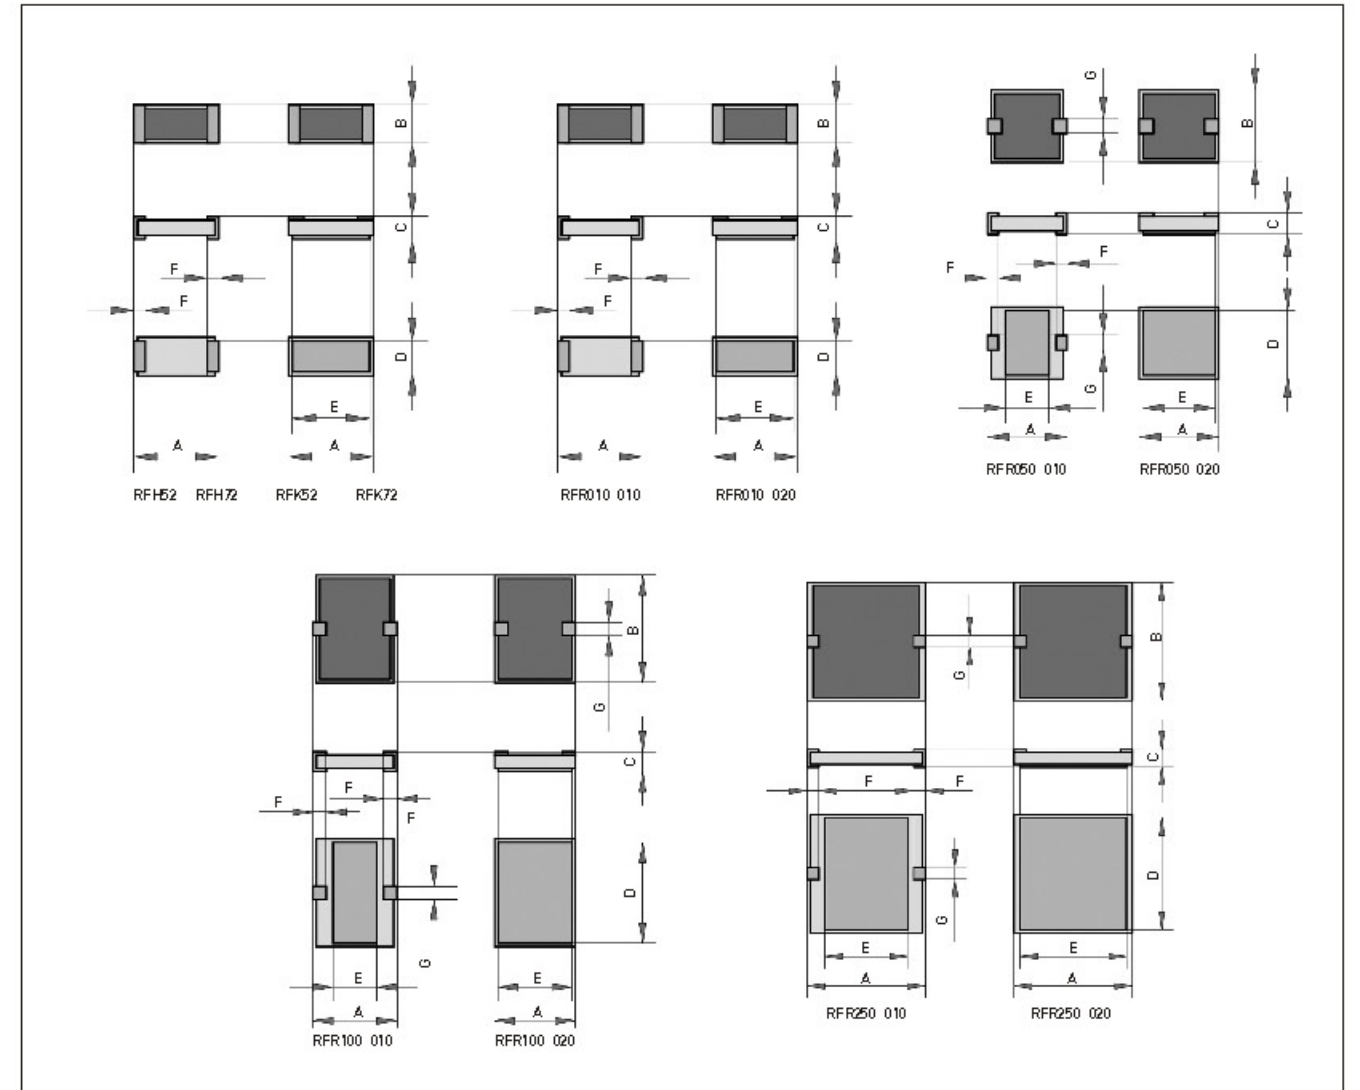 G
B B B
C C C
F F F
F F F
D D D
G
E E E E
A A A A A A
RFR050 010 RFR050 020
RFH52 RFH72 RFK52 RFK72 RFR010 010 RFR010 020
B B
G G
C C
F F F F
F
D D
G G
E E E E
A A A A
RFR250 010 RFR250 020
RFR100 010 RFR100 020